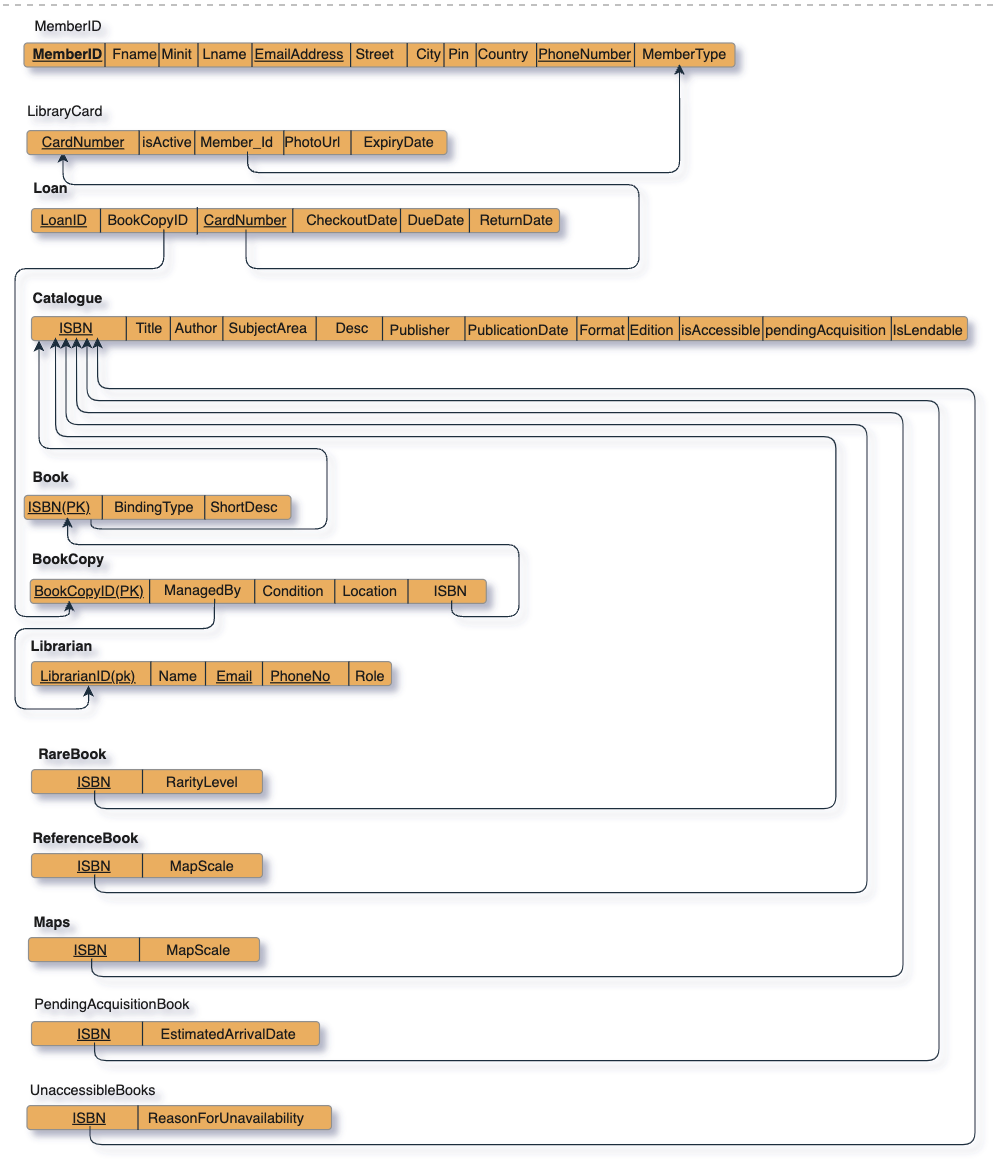 MemberID
MemberID Fname Minit Lname EmailAddress Street City Pin Country PhoneNumber MemberType
LibraryCard
CardNumber isActive Member_Id PhotoUrl ExpiryDate
Loan
LoanID BookCopyID CardNumber CheckoutDate DueDate ReturnDate
Catalogue
ISBN Title Author SubjectArea Desc Publisher PublicationDate Format Edition isAccessible pendingAcquisition IsLendable
Book
ISBN(PK) BindingType ShortDesc
BookCopy
BookCopyID(PK) ManagedBy Condition Location ISBN
Librarian
LibrarianID(pk) Name Email PhoneNo Role
RareBook
ISBN RarityLevel
ReferenceBook
ISBN MapScale
Maps
ISBN MapScale
PendingAcquisitionBook
ISBN EstimatedArrivalDate
UnaccessibleBooks
ISBN ReasonForUnavailability